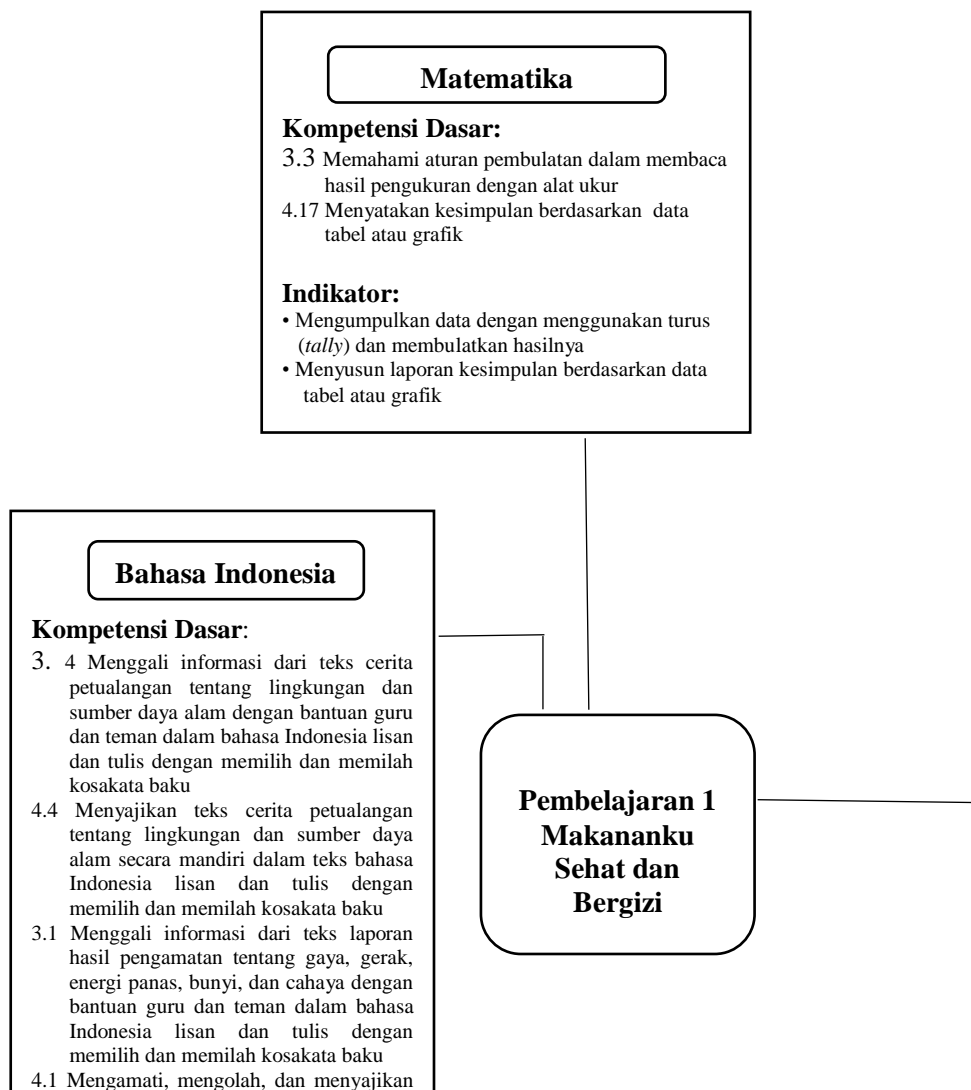 Matematika
Kompetensi Dasar:
3.3 Memahami aturan pembulatan dalam membaca
hasil pengukuran dengan alat ukur
4.17 Menyatakan kesimpulan berdasarkan data
tabel atau grafik
Indikator:
• Mengumpulkan data dengan menggunakan turus
(tally) dan membulatkan hasilnya
• Menyusun laporan kesimpulan berdasarkan data
tabel atau grafik
Bahasa Indonesia
Kompetensi Dasar:
3. 4 Menggali informasi dari teks cerita
petualangan tentang lingkungan dan
sumber daya alam dengan bantuan guru
dan teman dalam bahasa Indonesia lisan
dan tulis dengan memilih dan memilah
kosakata baku
4.4 Menyajikan teks cerita petualangan
tentang lingkungan dan sumber daya
alam secara mandiri dalam teks bahasa
Indonesia lisan dan tulis dengan
memilih dan memilah kosakata baku
3.1 Menggali informasi dari teks laporan
hasil pengamatan tentang gaya, gerak,
energi panas, bunyi, dan cahaya dengan
bantuan guru dan teman dalam bahasa
Indonesia lisan dan tulis dengan
memilih dan memilah kosakata baku
4.1 Mengamati, mengolah, dan menyajikan
Pembelajaran 1
Makananku
Sehat dan
Bergizi